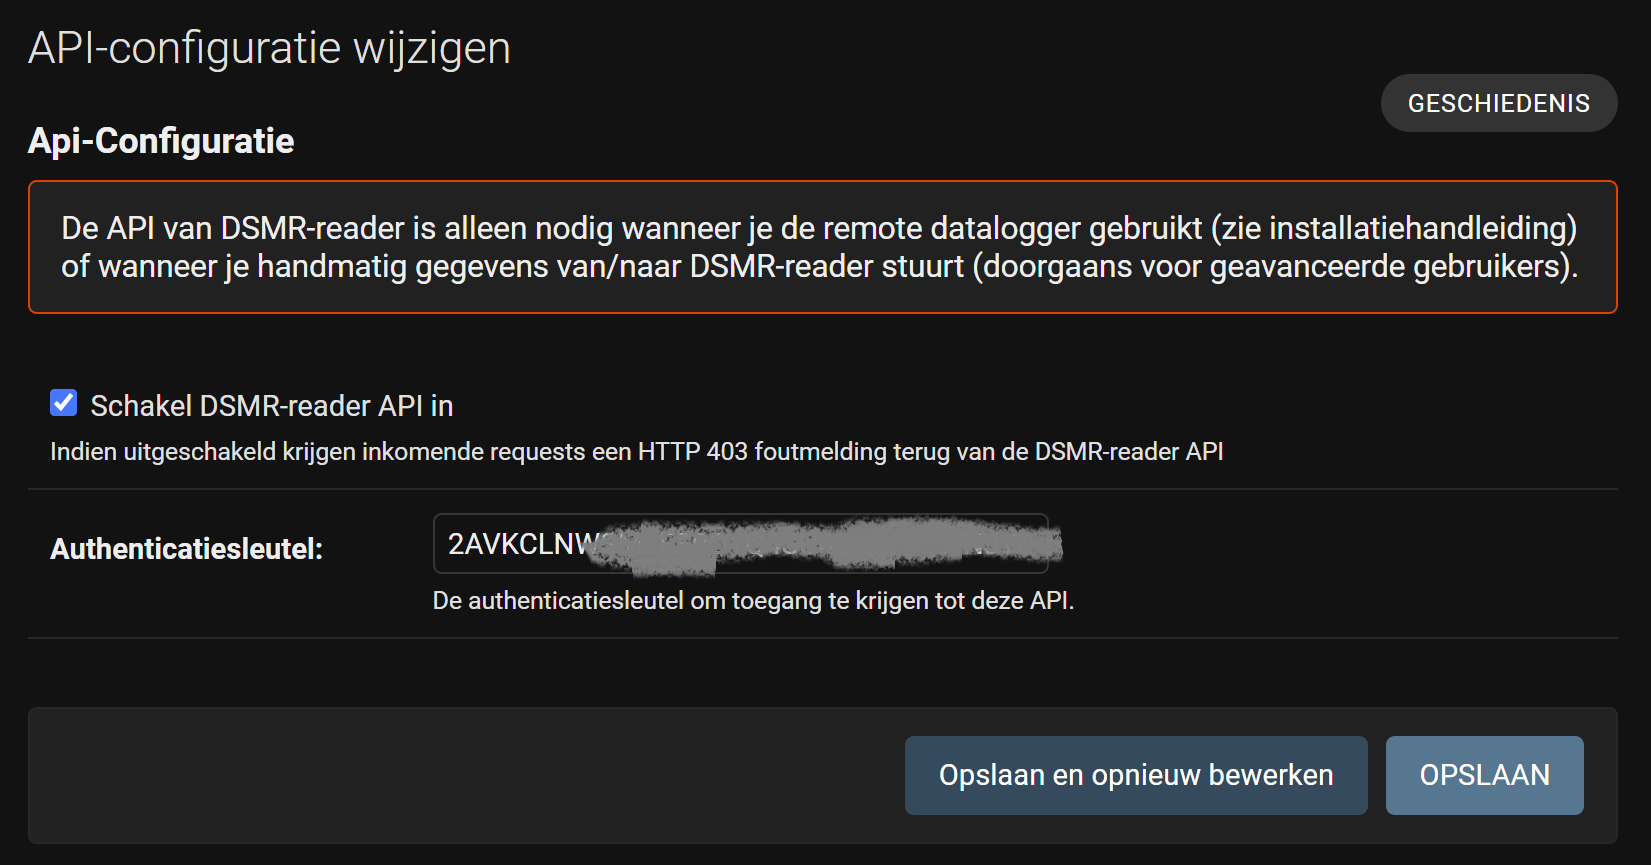 API-configuratie wijzigen
GESCHIEDENIS
Api-Configuratie
De API van DSMR-reader is alleen nodig wanneer je de remote datalogger gebruikt (zie installatiehandleiding)
of wanneer je handmatig gegevens van/naar DSMR-reader stuurt (doorgaans voor geavanceerde gebruikers).
Schakel DSMR-reader API in
Indien uitgeschakeld krijgen inkomende requests een HTTP 403 foutmelding terug van de DSMR-reader API
Authenticatiesleutel:
De authenticatiesleutel om toegang te krijgen tot deze API.
Opslaan en opnieuw bewerken
OPSLAAN